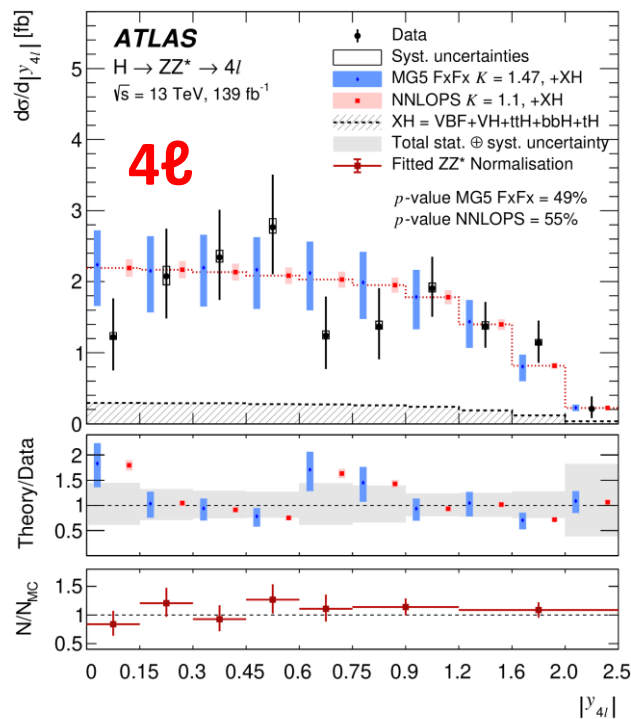 dσ/d|y4l| [fb]
ATLAS
H → ZZ* → 4l
√s = 13 TeV, 139 fb-1
4ℓ
Data
Syst. uncertainties
MG5 FxFx K = 1.47, +XH
NNLOPS K = 1.1, +XH
XH = VBF+VH+ttH+bbH+tH
Total stat. ⊕ syst. uncertainty
Fitted ZZ* Normalisation
p-value MG5 FxFx = 49%
p-value NNLOPS = 55%
5
4
3
2
1
0
Theory/Data
2
1.5
1
0.5
N/NMC
1.5
1
0.5
0 0.15 0.3 0.45 0.6 0.75 0.9 1.2 1.6 2.0 2.5
|y4l|